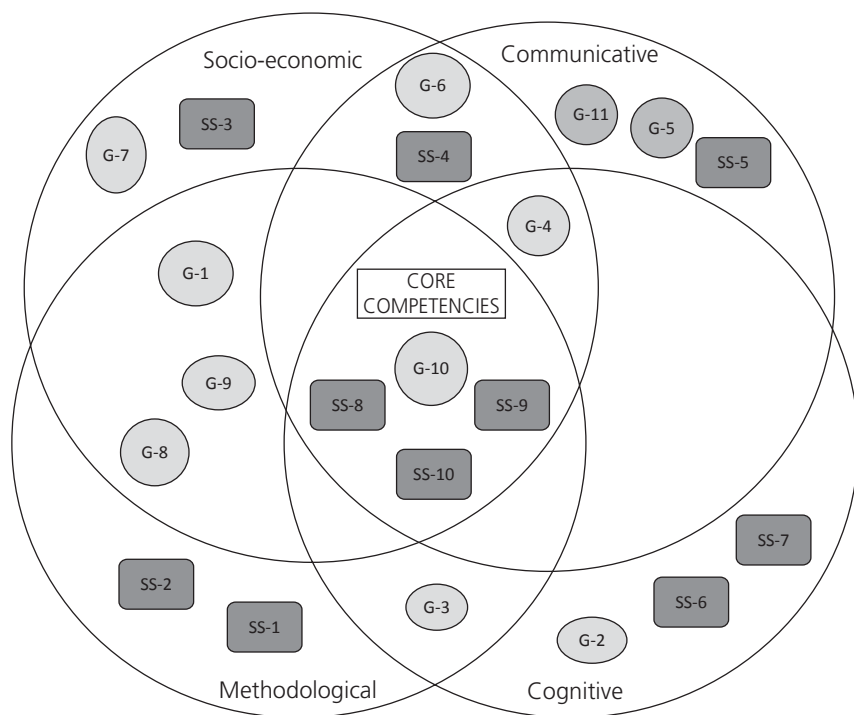 Socio-economic
Communicative
G-6
G-11
G-5
SS-3
G-7
SS-4
SS-5
G-4
G-1
CORE
COMPETENCIES
G-10
G-9
SS-8
SS-9
G-8
SS-10
SS-7
SS-2
SS-6
G-3
SS-1
G-2
Methodological
Cognitive